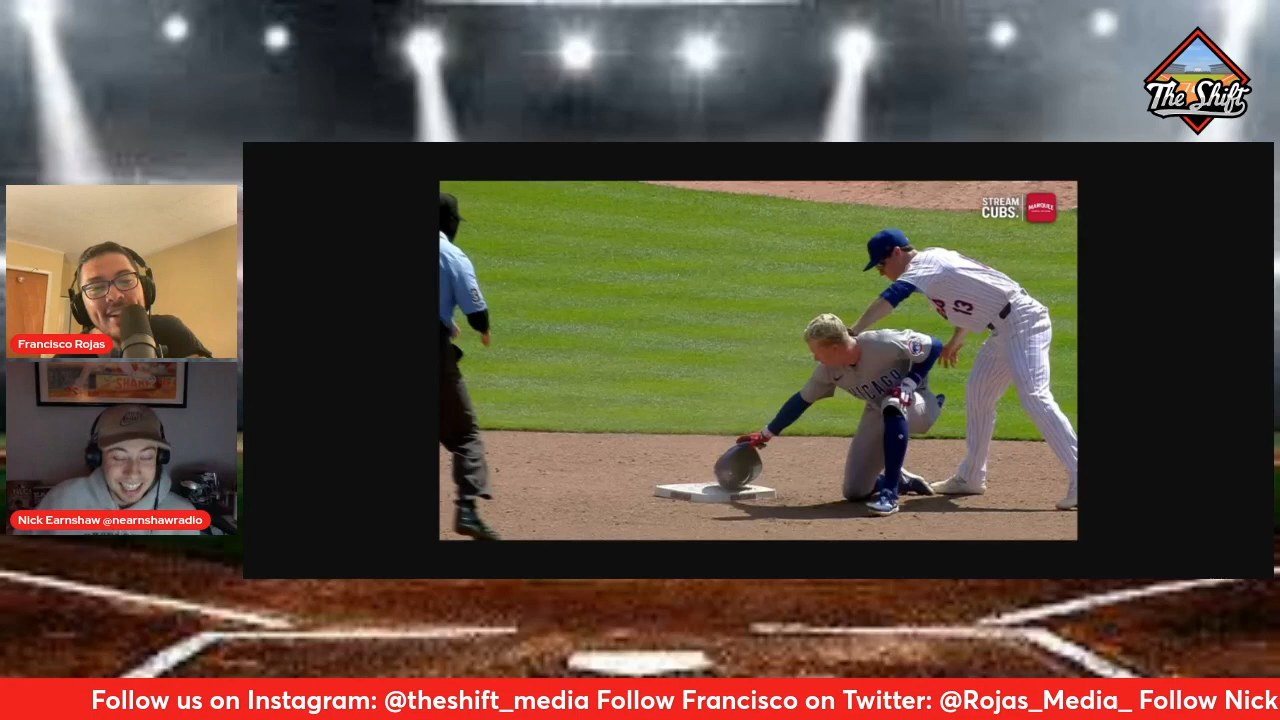 The Shift
STREAM
CUBS.
MARQUEE
13
CHICAGO
Francisco Rojas
Nick Earnshaw @nearnshawradio
Follow us on Instagram: @theshift_media Follow Francisco on Twitter: @Rojas_Media_ Follow Nick